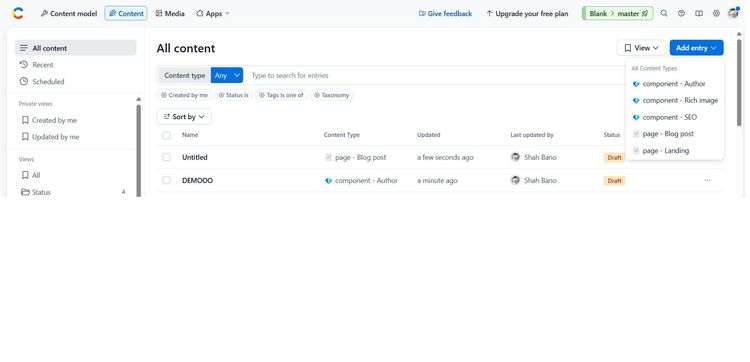 Content model Content Media Apps Give feedback Upgrade your free plan Blank > master
All content
Recent
Scheduled
Private views
Created by me
Updated by me
Views
All
Status 4
All content
View Add entry
Content type Any Type to search for entries
Created by me Status is Tags is one of Taxonomy
Sort by
Name Content Type Updated Last updated by Status
Untitled page - Blog post a few seconds ago Shah Bano Draft
DEMOOO component - Author a minute ago Shah Bano Draft ...
All Content Types
component - Author
component - Rich image
component - SEO
page - Blog post
page - Landing